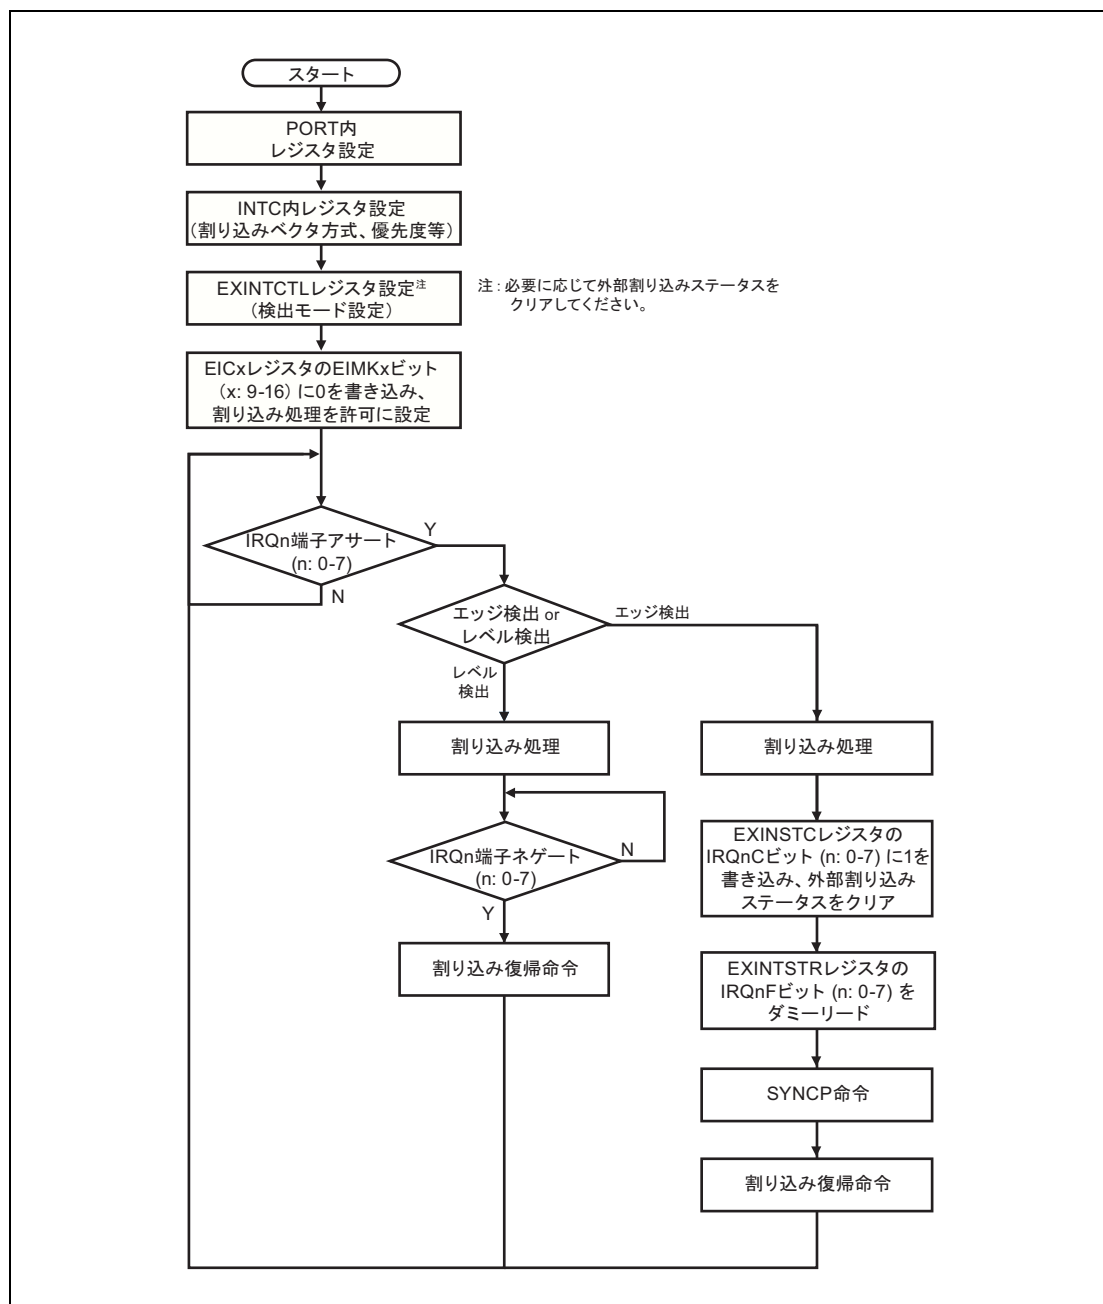 スタート
PORT内
レジスタ設定
INTC内レジスタ設定
(割り込みベクタ方式、優先度等)
EXINTCTLレジスタ設定注
(検出モード設定)
注 : 必要に応じて外部割り込みステータスを
クリアしてください。
EICxレジスタのEIMKxビット
(x: 9-16) に0を書き込み、
割り込み処理を許可に設定
IRQn端子アサート
(n: 0-7)
Y
N
エッジ検出 or
レベル検出
エッジ検出
レベル
検出
割り込み処理
割り込み処理
IRQn端子ネゲート
(n: 0-7)
N
Y
割り込み復帰命令
EXINSTCレジスタの
IRQnCビット (n: 0-7) に1を
書き込み、外部割り込み
ステータスをクリア
EXINTSTRレジスタの
IRQnFビット (n: 0-7) を
ダミーリード
SYNCP命令
割り込み復帰命令